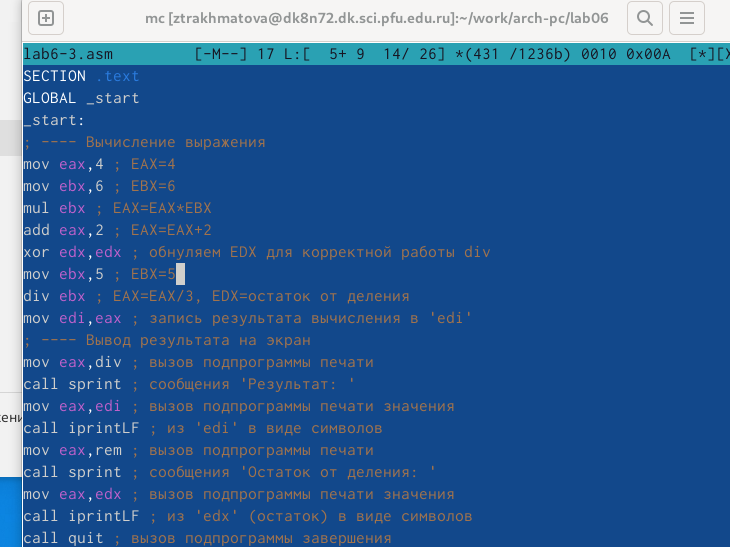 mc [ztrakhmatova@dk8n72.dk.sci.pfu.edu.ru]:~/work/arch-pc/lab06
lab6-3.asm [-M--] 17 L:[ 5+ 9 14/ 26] *(431 /1236b) 0010 0x00A [*][X
SECTION .text
GLOBAL _start
_start:
; ---- Вычисление выражения
mov eax,4 ; EAX=4
mov ebx,6 ; EBX=6
mul ebx ; EAX=EAX*EBX
add eax,2 ; EAX=EAX+2
xor edx,edx ; обнуляем EDX для корректной работы div
mov ebx,5 ; EBX=5
div ebx ; EAX=EAX/3, EDX=остаток от деления
mov edi,eax ; запись результата вычисления в 'edi'
; ---- Вывод результата на экран
mov eax,div ; вызов подпрограммы печати
call sprint ; сообщения 'Результат: '
mov eax,edi ; вызов подпрограммы печати значения
call iprintLF ; из 'edi' в виде символов
mov eax,rem ; вызов подпрограммы печати
call sprint ; сообщения 'Остаток от деления: '
mov eax,edx ; вызов подпрограммы печати значения
call iprintLF ; из 'edx' (остаток) в виде символов
call quit ; вызов подпрограммы завершения